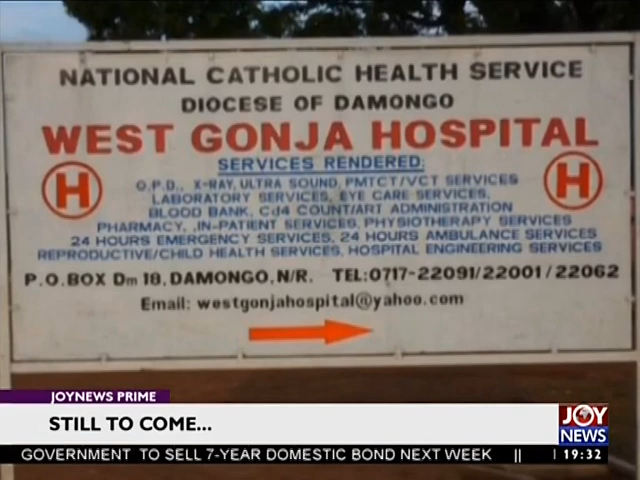 NATIONAL CATHOLIC HEALTH SERVICE
DIOCESE OF DAMONGO
WEST GONJA HOSPITAL
SERVICES RENDERED:
H
H
O.P.D., X-RAY, ULTRA SOUND, PMTCT/VCT SERVICES
LABORATORY SERVICES, EYE CARE SERVICES,
BLOOD BANK, Cd4 COUNT/ART ADMINISTRATION
PHARMACY, ,IN-PATIENT SERVICES, PHYSIOTHERAPY SERVICES
24 HOURS EMERGENCY SERVICES, 24 HOURS AMBULANCE SERVICES
REPRODUCTIVE/CHILD HEALTH SERVICES, HOSPITAL ENGINEERING SERVICES
P.O.BOX Dm 18, DAMONGO, N/R. TEL:0717-22091/22001/22062
Email: westgonjahospital@yahoo.com
JOYNEWS PRIME
STILL TO COME...
JOY
NEWS
GOVERNMENT TO SELL 7-YEAR DOMESTIC BOND NEXT WEEK || 19:32